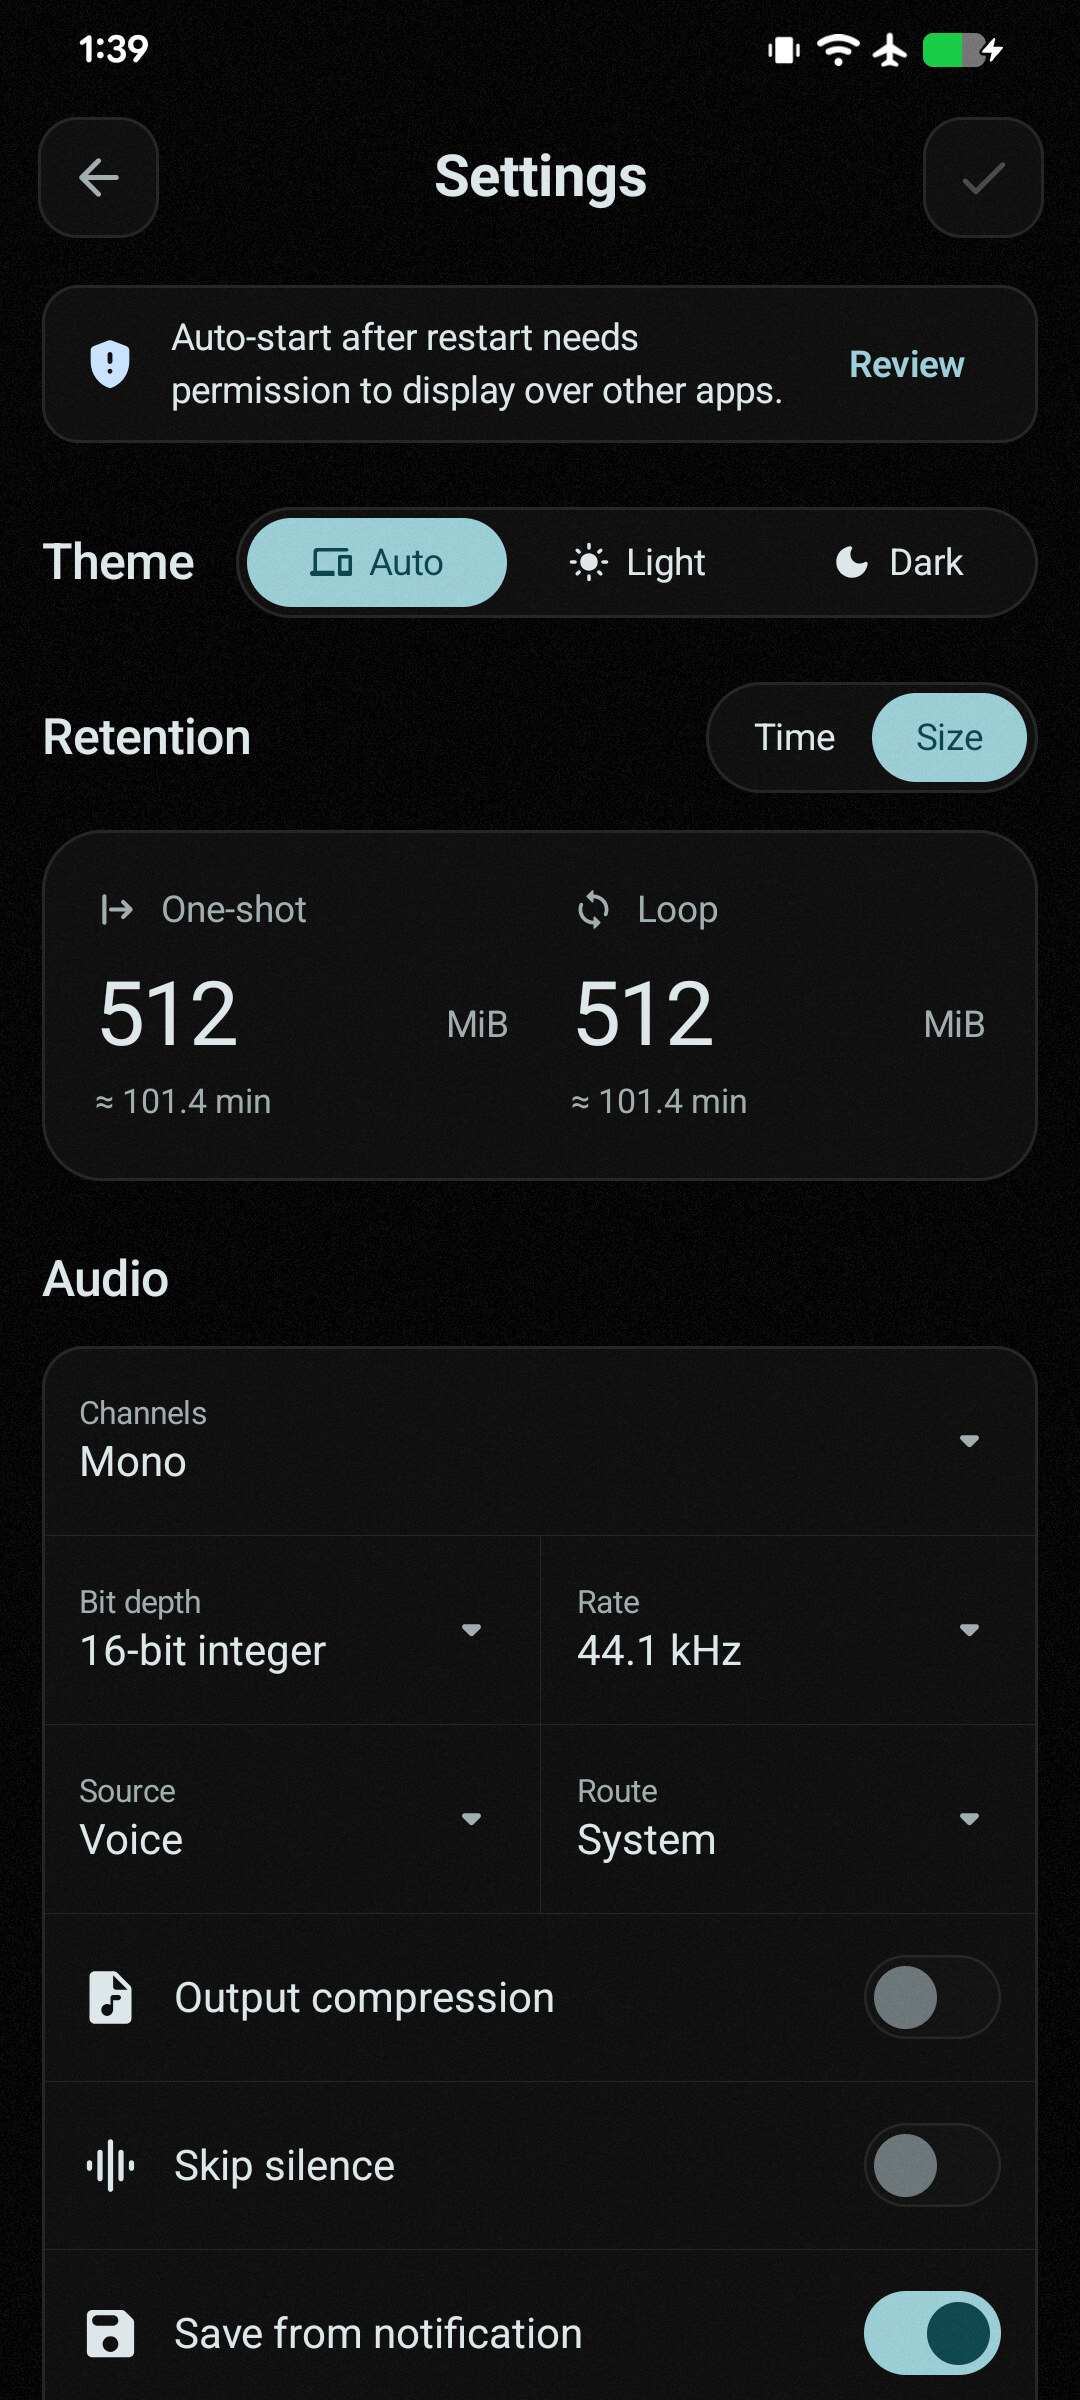 1:39
Settings
Auto-start after restart needs
permission to display over other apps.
Review
Theme
Auto
Light
Dark
Retention
Time
Size
One-shot
Loop
512 MiB
512 MiB
≈ 101.4 min
≈ 101.4 min
Audio
Channels
Mono
Bit depth
16-bit integer
Rate
44.1 kHz
Source
Voice
Route
System
Output compression
Skip silence
Save from notification